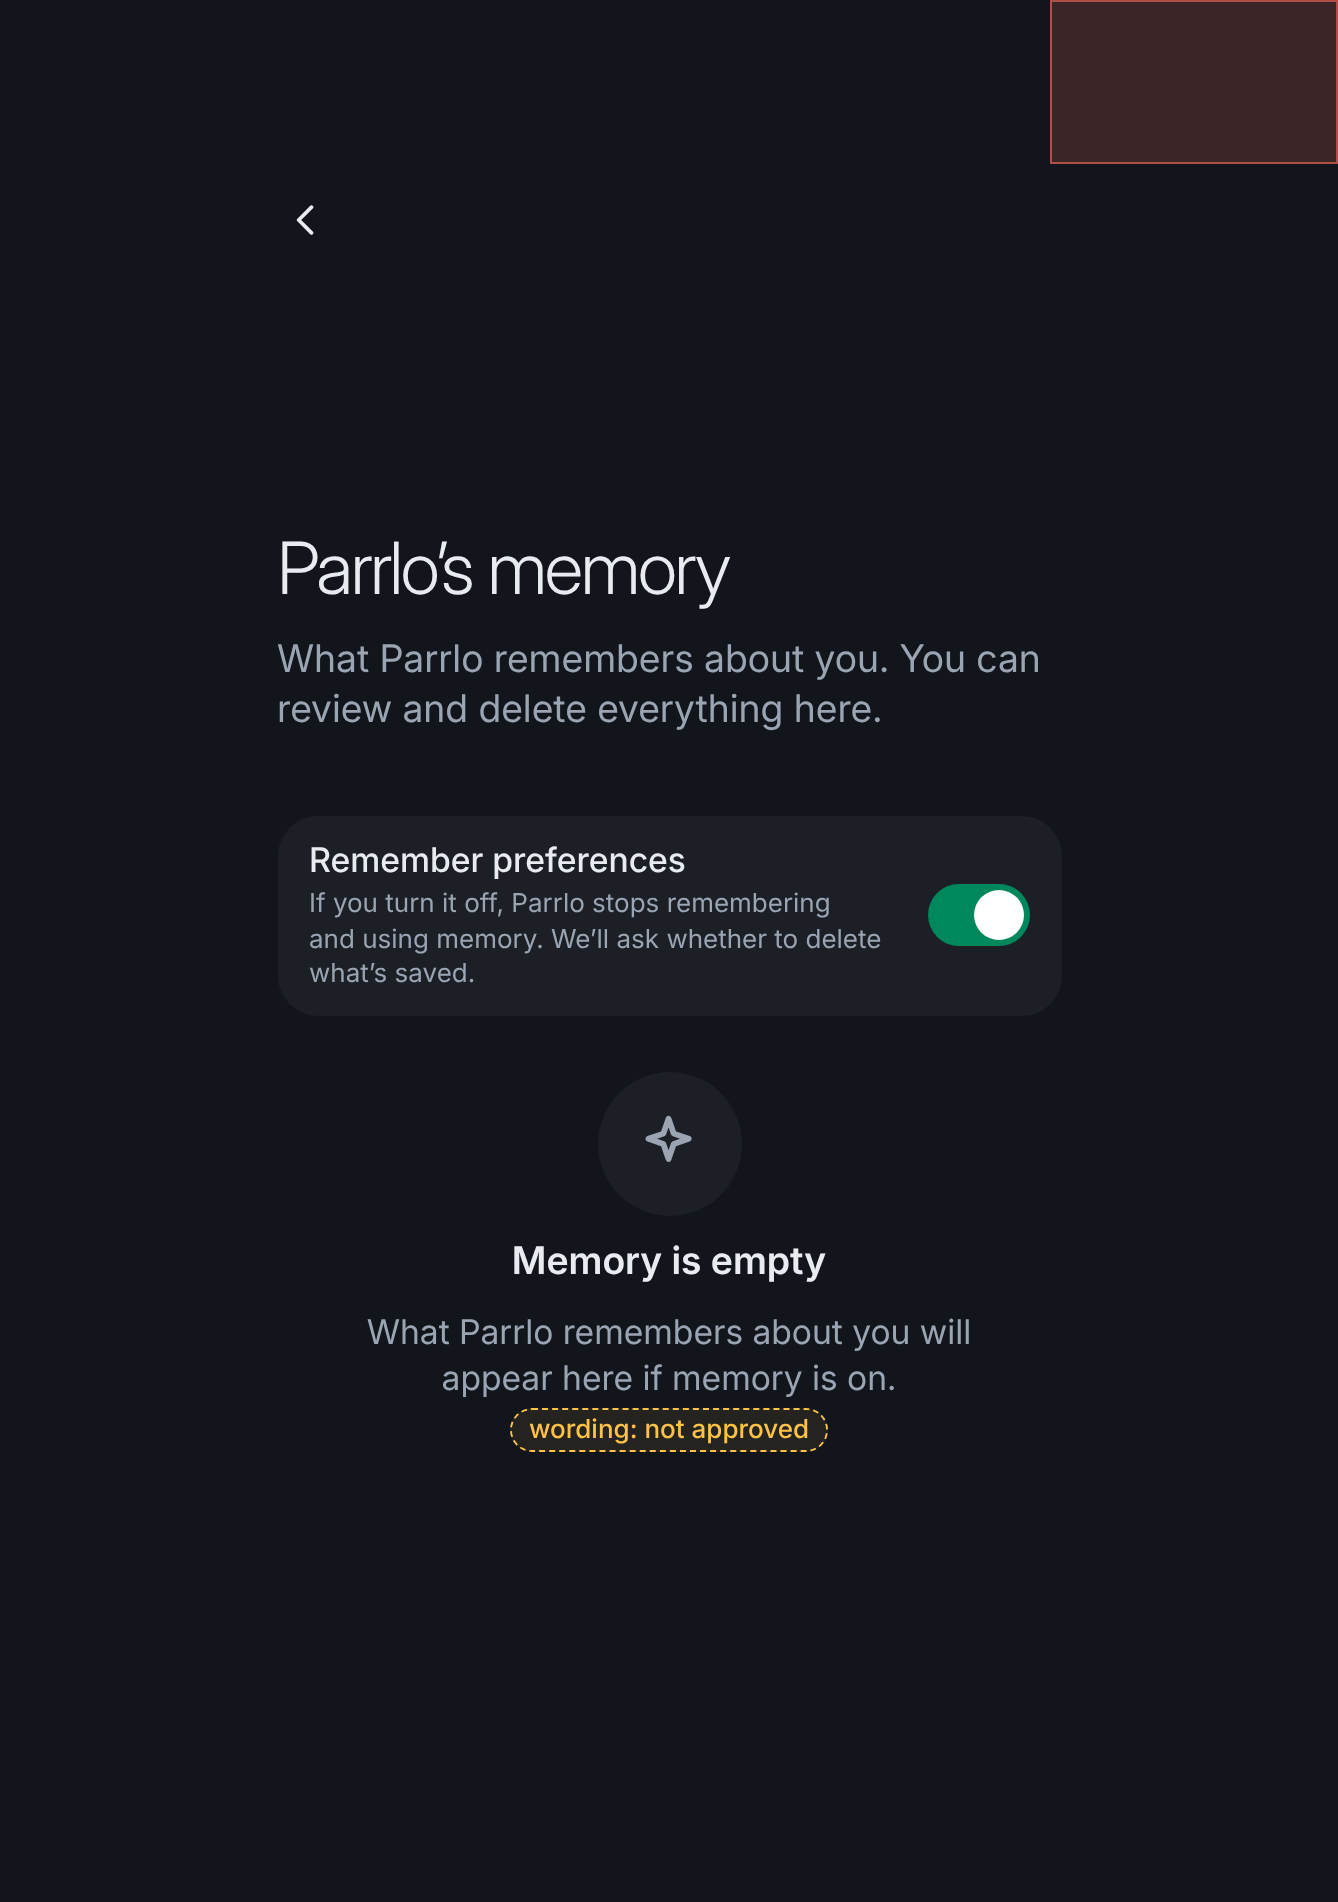 Parrlo’s memory
What Parrlo remembers about you. You can
review and delete everything here.
Remember preferences
If you turn it off, Parrlo stops remembering
and using memory. We’ll ask whether to delete
what’s saved.
Memory is empty
What Parrlo remembers about you will
appear here if memory is on.
wording: not approved